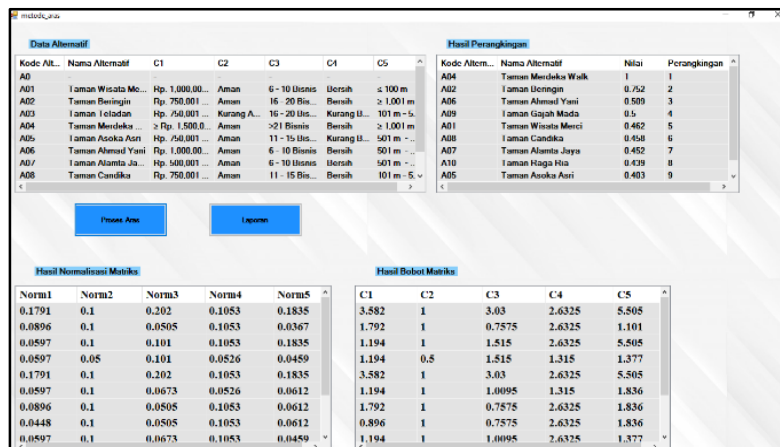 metode_aras
Data Alternatif
Kode Alt... Nama Alternatif C1 C2 C3 C4 C5
A0 - - - - - -
A01 Taman Wisata Me... Rp. 1,000,00... Aman 6 - 10 Bisnis Bersih ≤ 100 m
A02 Taman Beringin Rp. 750,001 ... Aman 16 - 20 Bis... Bersih ≥ 1,001 m
A03 Taman Teladan Rp. 750,001 ... Kurang A... 16 - 20 Bis... Kurang B... 101 m - 5...
A04 Taman Merdeka ... ≥ Rp. 1,500,0... Aman >21 Bisnis Bersih ≥ 1,001 m
A05 Taman Asoka Asri Rp. 750,001 ... Aman 11 - 15 Bis... Kurang B... 501 m - ...
A06 Taman Ahmad Yani Rp. 1,000,00... Aman 6 - 10 Bisnis Bersih 501 m - ...
A07 Taman Alamta Ja... Rp. 500,001 ... Aman 6 - 10 Bisnis Bersih 501 m - ...
A08 Taman Candika Rp. 750,001 ... Aman 11 - 15 Bis... Bersih 101 m - 5...
Hasil Perangkingan
Kode Altern... Nama Alternatif Nilai Perangkingan
A04 Taman Merdeka Walk 1 1
A02 Taman Beringin 0.752 2
A06 Taman Ahmad Yani 0.509 3
A09 Taman Gajah Mada 0.5 4
A01 Taman Wisata Merci 0.462 5
A08 Taman Candika 0.458 6
A07 Taman Alamta Jaya 0.452 7
A10 Taman Raga Ria 0.439 8
A05 Taman Asoka Asri 0.403 9
Proses Aras
Laporan
Hasil Normalisasi Matriks
Norm1 Norm2 Norm3 Norm4 Norm5
0.1791 0.1 0.202 0.1053 0.1835
0.0896 0.1 0.0505 0.1053 0.0367
0.0597 0.1 0.101 0.1053 0.1835
0.0597 0.05 0.101 0.0526 0.0459
0.1791 0.1 0.202 0.1053 0.1835
0.0597 0.1 0.0673 0.0526 0.0612
0.0896 0.1 0.0505 0.1053 0.0612
0.0448 0.1 0.0505 0.1053 0.0612
0.0597 0.1 0.0673 0.1053 0.0459
Hasil Bobot Matriks
C1 C2 C3 C4 C5
3.582 1 3.03 2.6325 5.505
1.792 1 0.7575 2.6325 1.101
1.194 1 1.515 2.6325 5.505
1.194 0.5 1.515 1.315 1.377
3.582 1 3.03 2.6325 5.505
1.194 1 1.0095 1.315 1.836
1.792 1 0.7575 2.6325 1.836
0.896 1 0.7575 2.6325 1.836
1.194 1 1.0095 2.6325 1.377